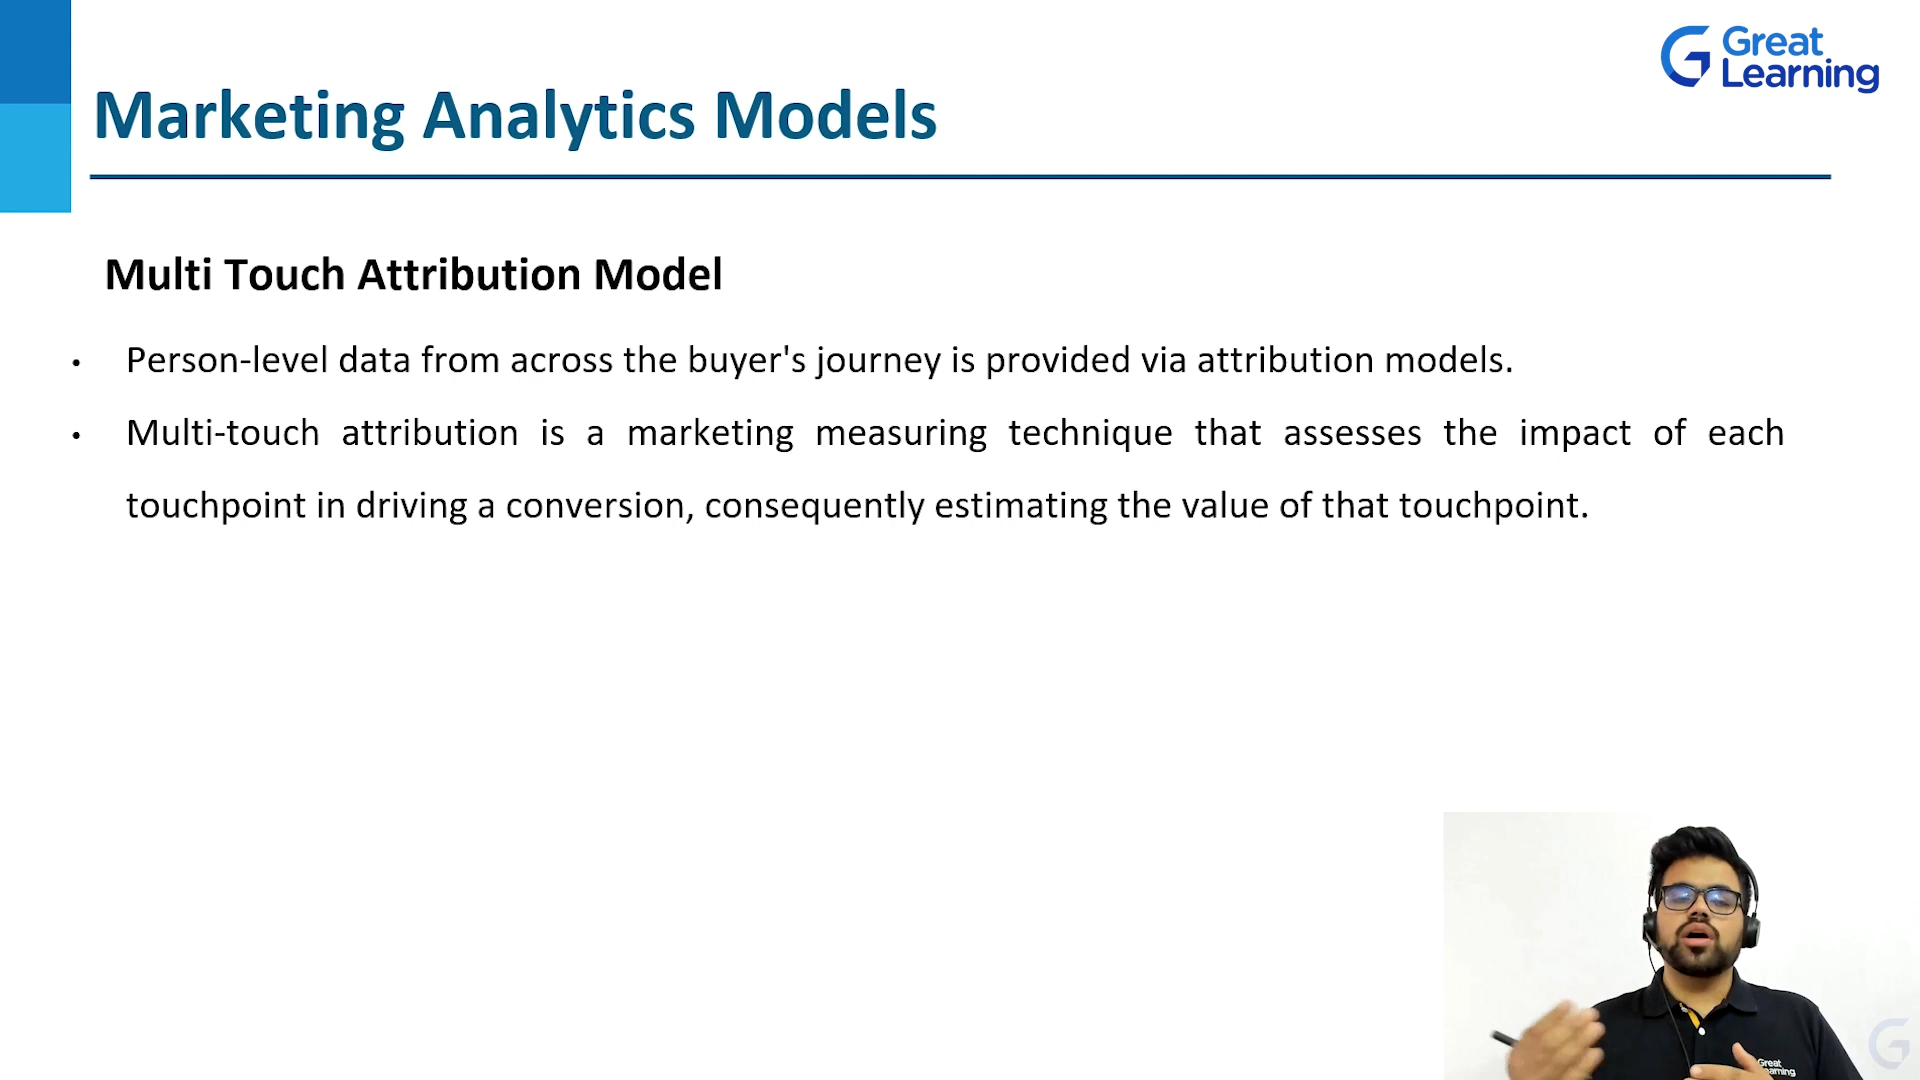 Great
Learning
Marketing Analytics Models
Multi Touch Attribution Model
• Person-level data from across the buyer's journey is provided via attribution models.
• Multi-touch attribution is a marketing measuring technique that assesses the impact of each
touchpoint in driving a conversion, consequently estimating the value of that touchpoint.
Great